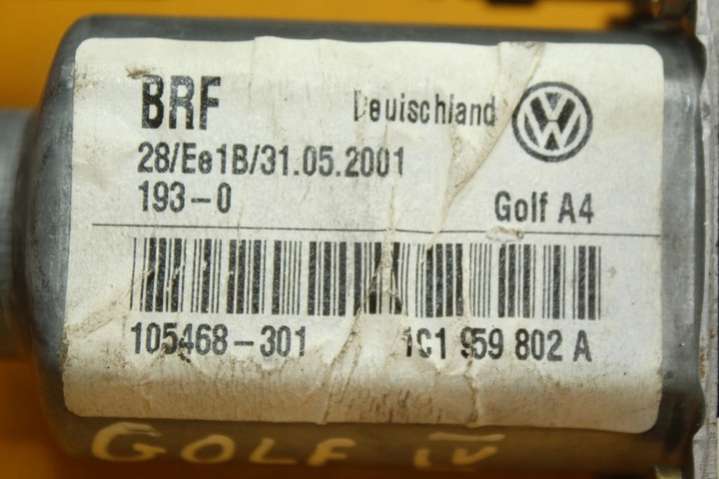 BRF Deutschland
28/Ee1B/31.05.2001
193-0 Golf A4
105468-301 1C1 959 802 A
GOLF IV